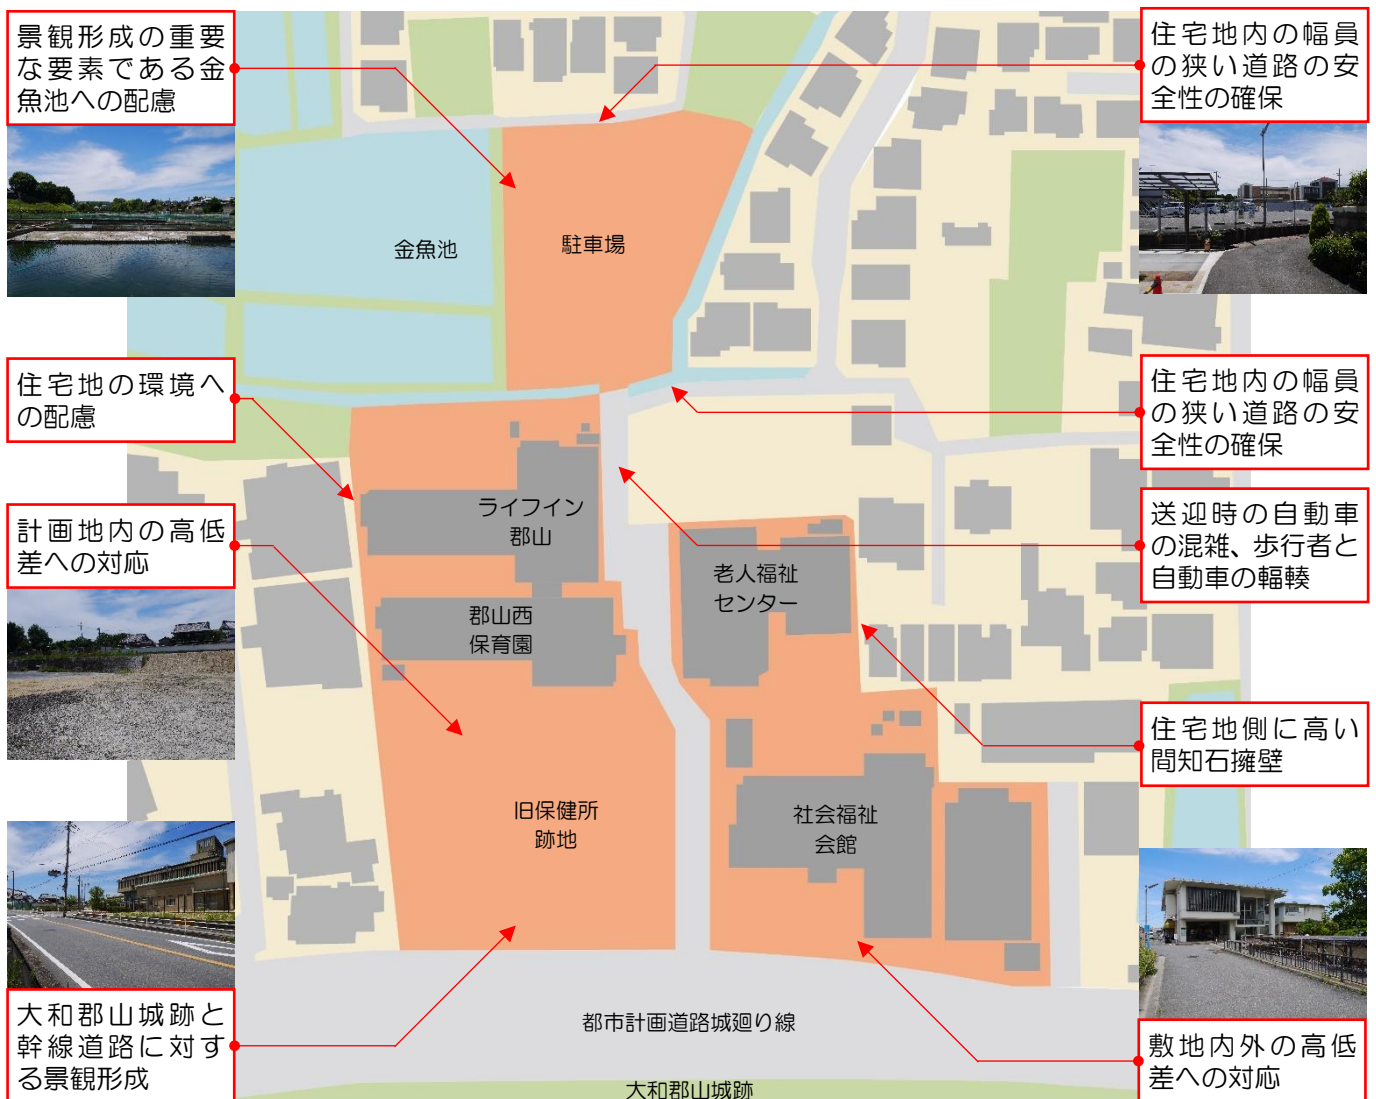 景観形成の重要
な要素である金
魚池への配慮
住宅地内の幅員
の狭い道路の安
全性の確保
金魚池
駐車場
住宅地の環境へ
の配慮
住宅地内の幅員
の狭い道路の安
全性の確保
計画地内の高低
差への対応
ライフイン
郡山
送迎時の自動車
の混雑、歩行者と
自動車の輻輳
老人福祉
センター
郡山西
保育園
住宅地側に高い
間知石擁壁
旧保健所
跡地
社会福祉
会館
大和郡山城跡と
幹線道路に対す
る景観形成
都市計画道路城廻り線
敷地内外の高低
差への対応
大和郡山城跡